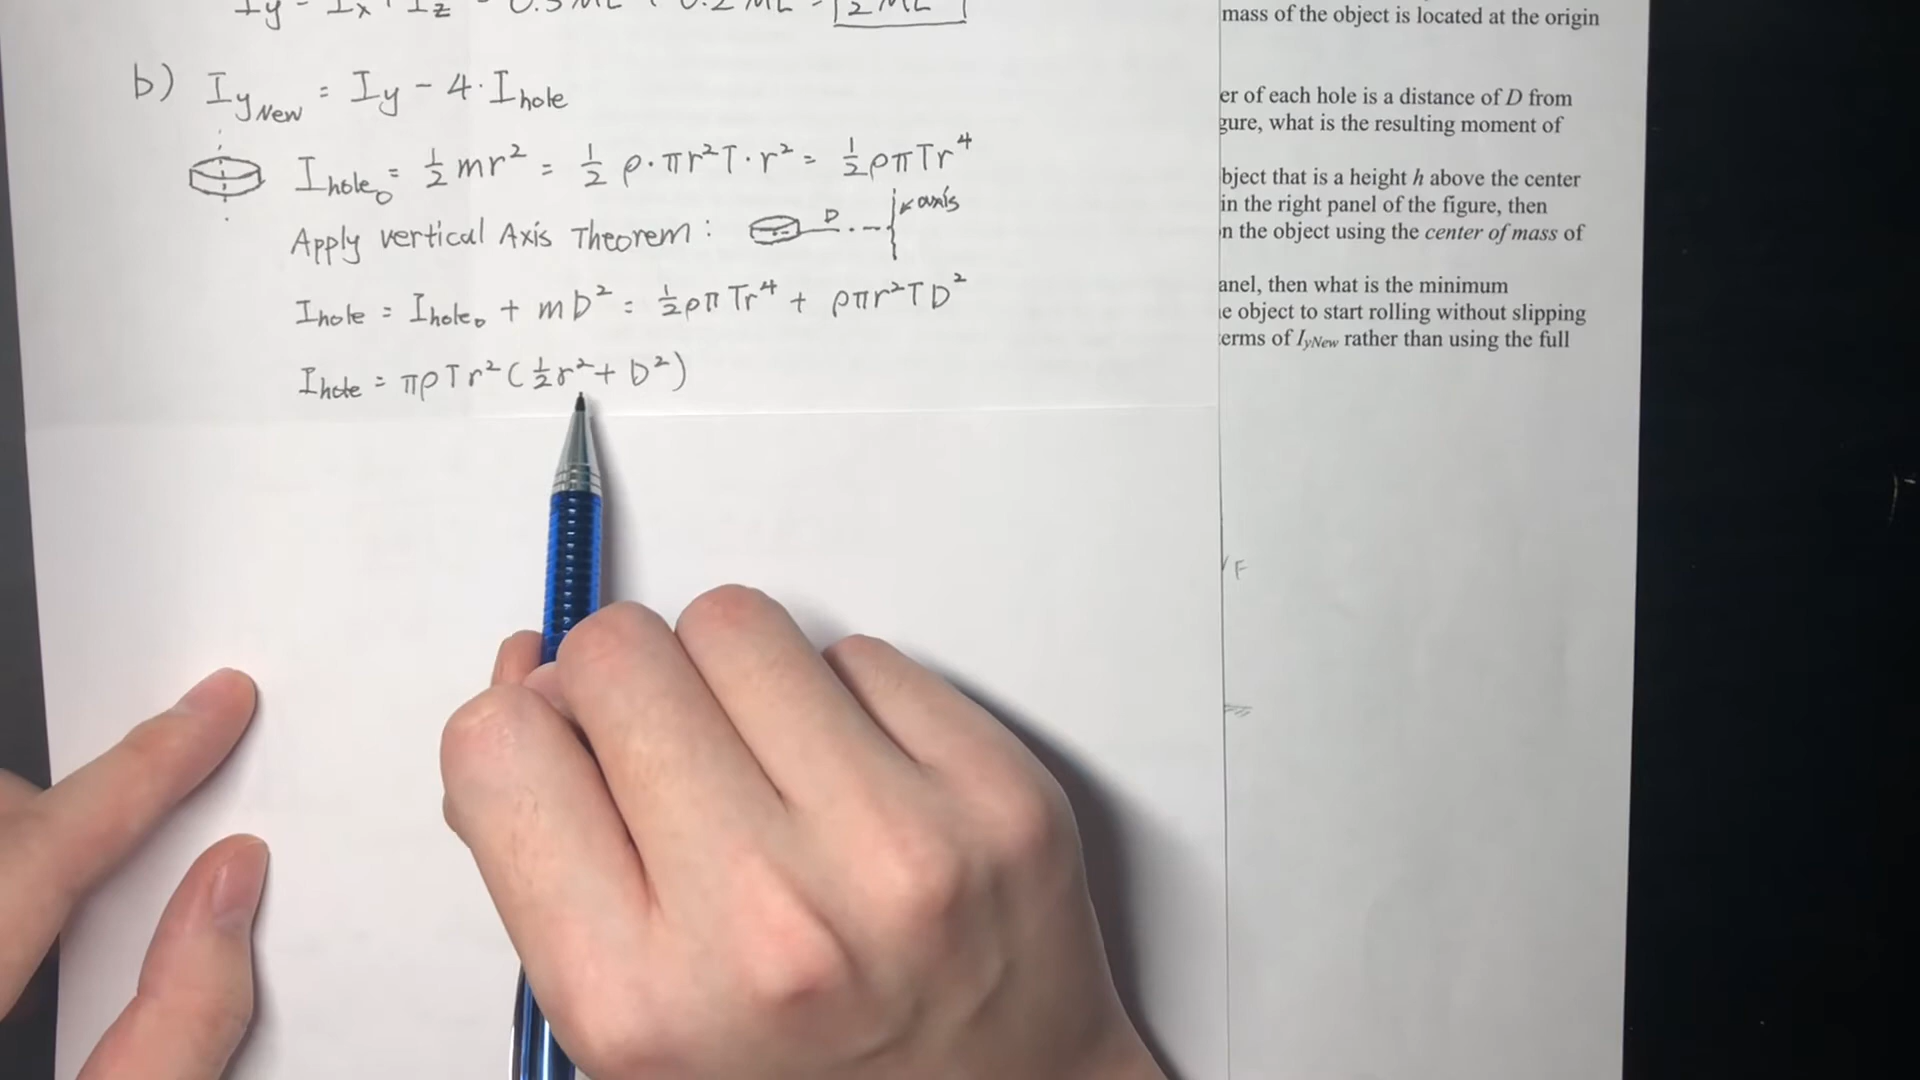 b) I_yNew = Iy - 4·I_hole
I_hole₀ = ½ mr² = ½ ρ·πr²T·r² = ½ρπTr⁴
Apply vertical Axis Theorem: D axis
I_hole = I_hole₀ + mD² = ½ρπTr⁴ + ρπr²TD²
I_hole = πρTr²(½r² + D²)
mass of the object is located at the origin
er of each hole is a distance of D from
gure, what is the resulting moment of
bject that is a height h above the center
in the right panel of the figure, then
n the object using the center of mass of
anel, then what is the minimum
e object to start rolling without slipping
erms of I_yNew rather than using the full
F